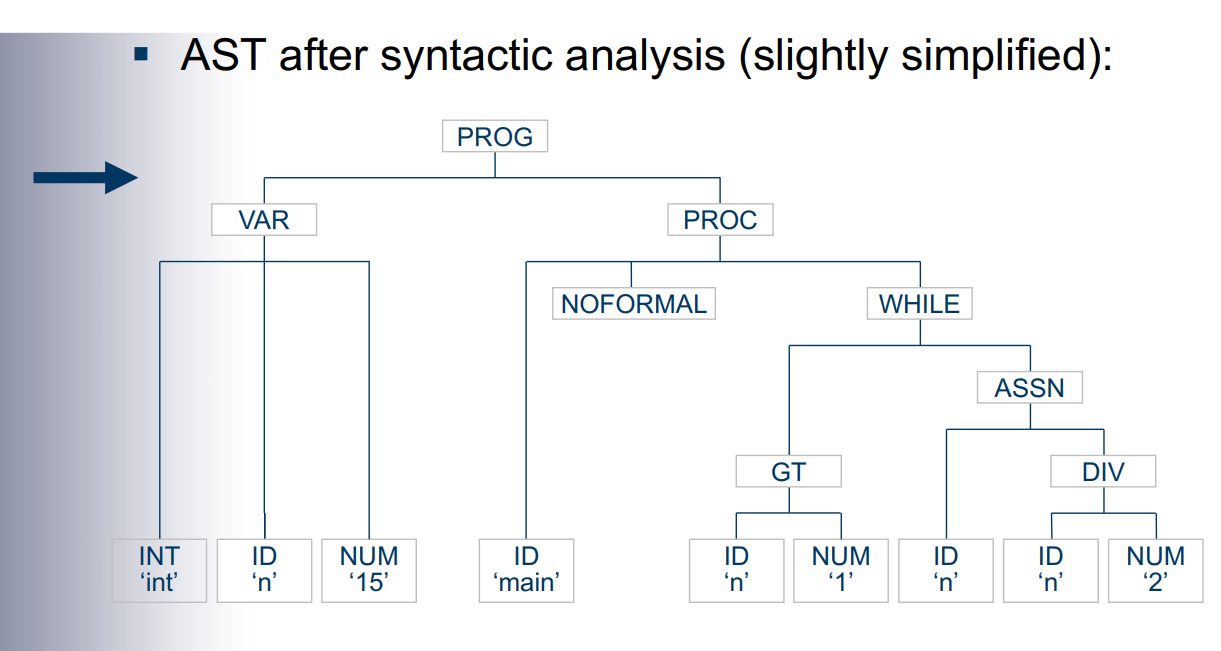 ▪ AST after syntactic analysis (slightly simplified):
PROG
VAR
PROC
NOFORMAL
WHILE
ASSN
GT
DIV
INT
‘int’
ID
‘n’
NUM
‘15’
ID
‘main’
ID
‘n’
NUM
‘1’
ID
‘n’
ID
‘n’
NUM
‘2’